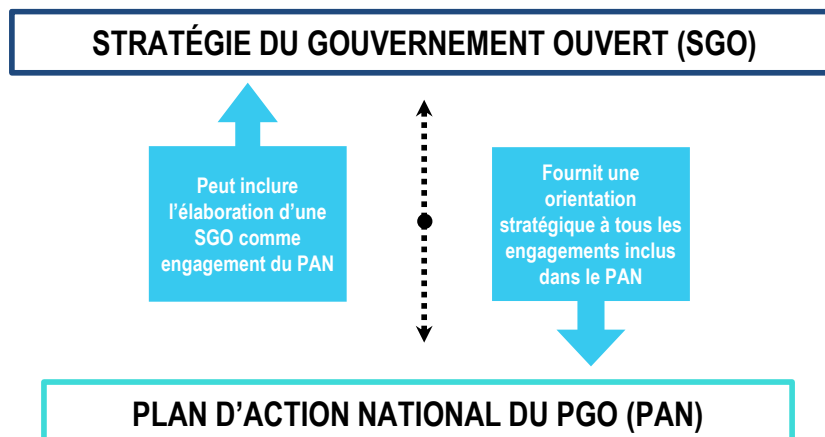 STRATÉGIE DU GOUVERNEMENT OUVERT (SGO)
Peut inclure
l’élaboration d’une
SGO comme
engagement du PAN
Fournit une
orientation
stratégique à tous les
engagements inclus
dans le PAN
PLAN D’ACTION NATIONAL DU PGO (PAN)